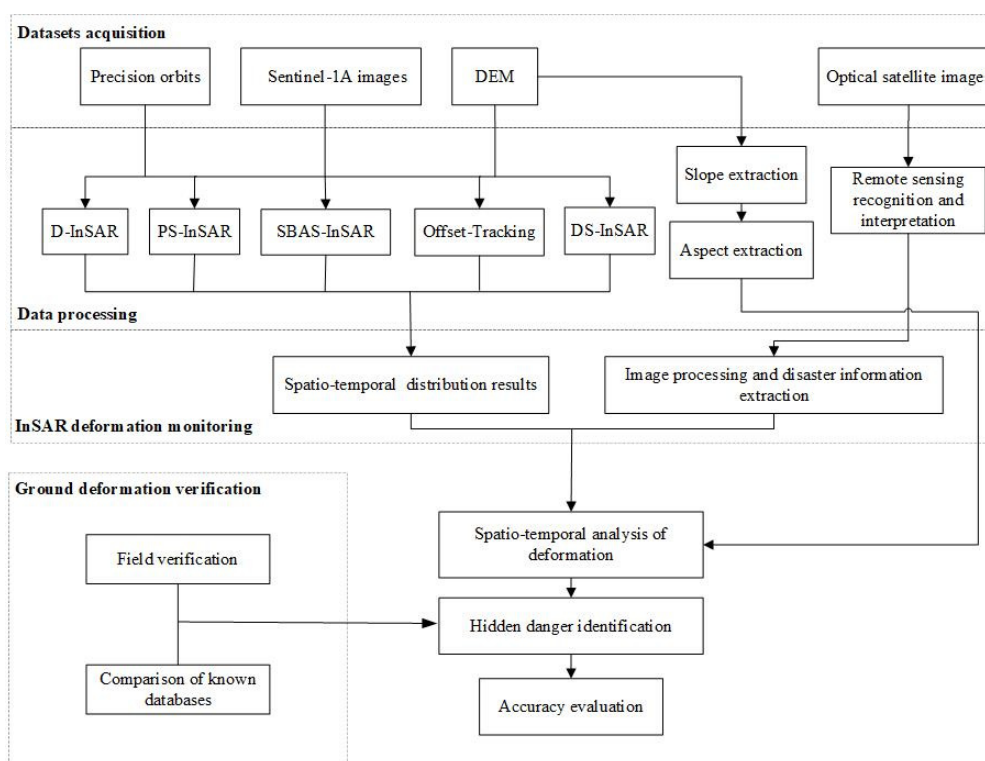 Datasets acquisition
Precision orbits
Sentinel-1A images
DEM
Optical satellite images
Slope extraction
Remote sensing
recognition and
interpretation
D-InSAR
PS-InSAR
SBAS-InSAR
Offset-Tracking
DS-InSAR
Aspect extraction
Data processing
Spatio-temporal distribution results
Image processing and disaster information
extraction
InSAR deformation monitoring
Ground deformation verification
Field verification
Comparison of known
databases
Spatio-temporal analysis of
deformation
Hidden danger identification
Accuracy evaluation